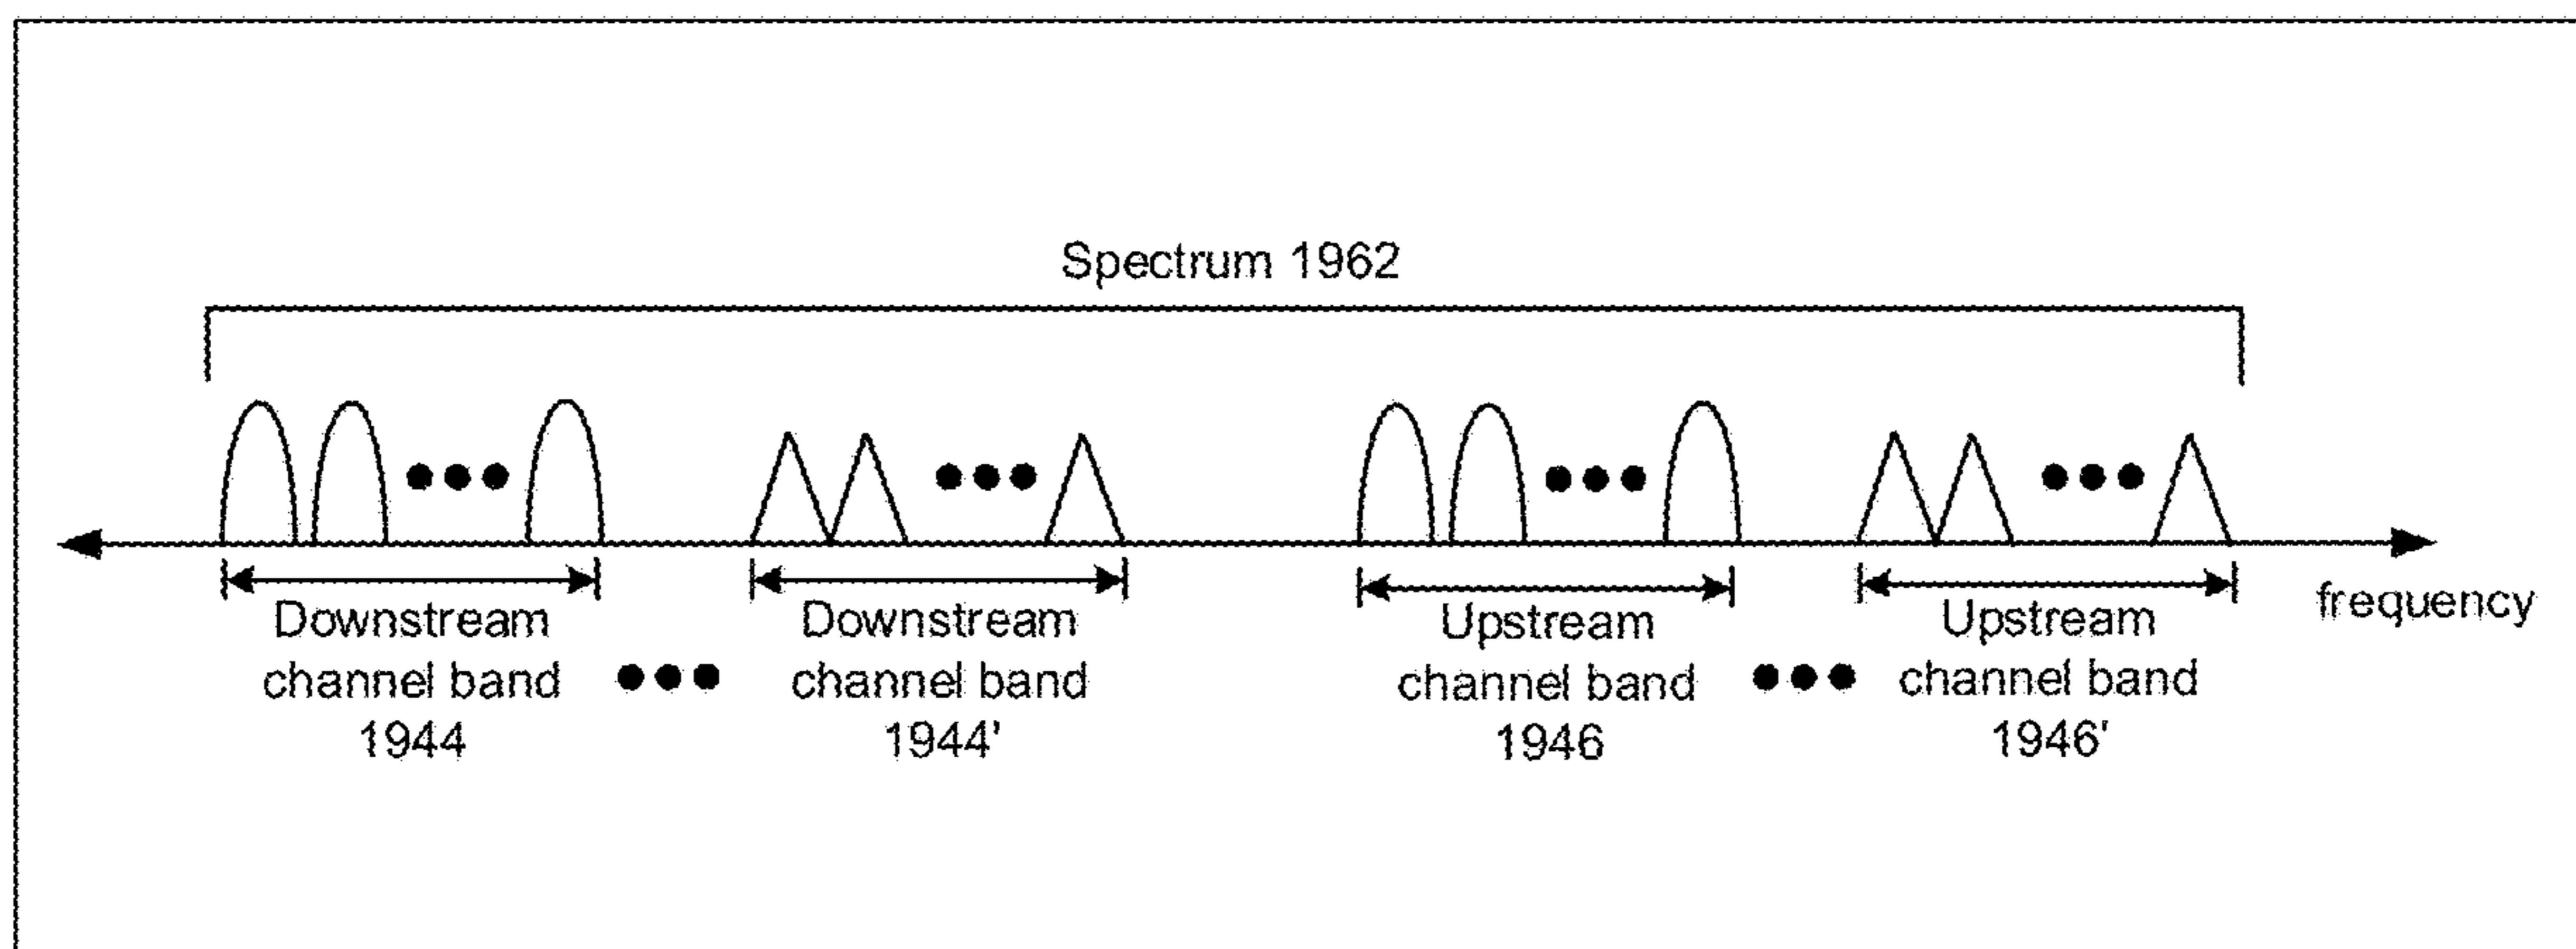 Spectrum 1962
Downstream
channel band
1944
Downstream
channel band
1944'
Upstream
channel band
1946
Upstream
channel band
1946'
frequency